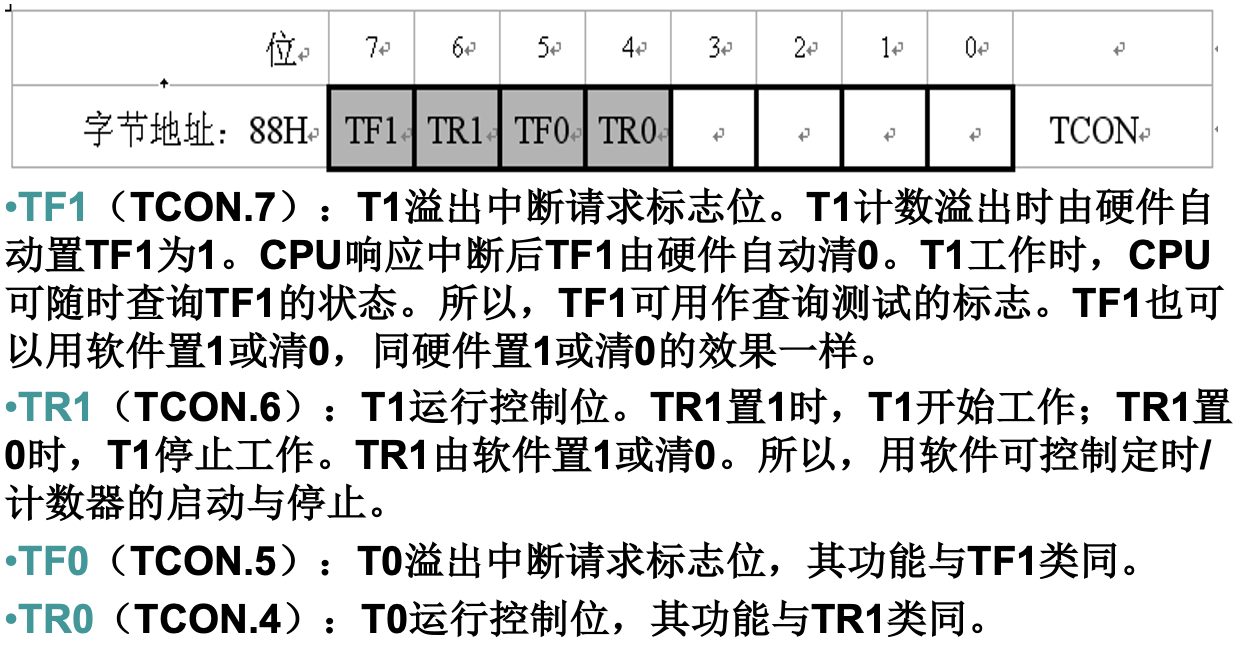 位 7 6 5 4 3 2 1 0
字节地址：88H TF1 TR1 TF0 TR0 TCON
•TF1（TCON.7）：T1溢出中断请求标志位。T1计数溢出时由硬件自
动置TF1为1。CPU响应中断后TF1由硬件自动清0。T1工作时，CPU
可随时查询TF1的状态。所以，TF1可用作查询测试的标志。TF1也可
以用软件置1或清0，同硬件置1或清0的效果一样。
•TR1（TCON.6）：T1运行控制位。TR1置1时，T1开始工作；TR1置
0时，T1停止工作。TR1由软件置1或清0。所以，用软件可控制定时/
计数器的启动与停止。
•TF0（TCON.5）：T0溢出中断请求标志位，其功能与TF1类同。
•TR0（TCON.4）：T0运行控制位，其功能与TR1类同。